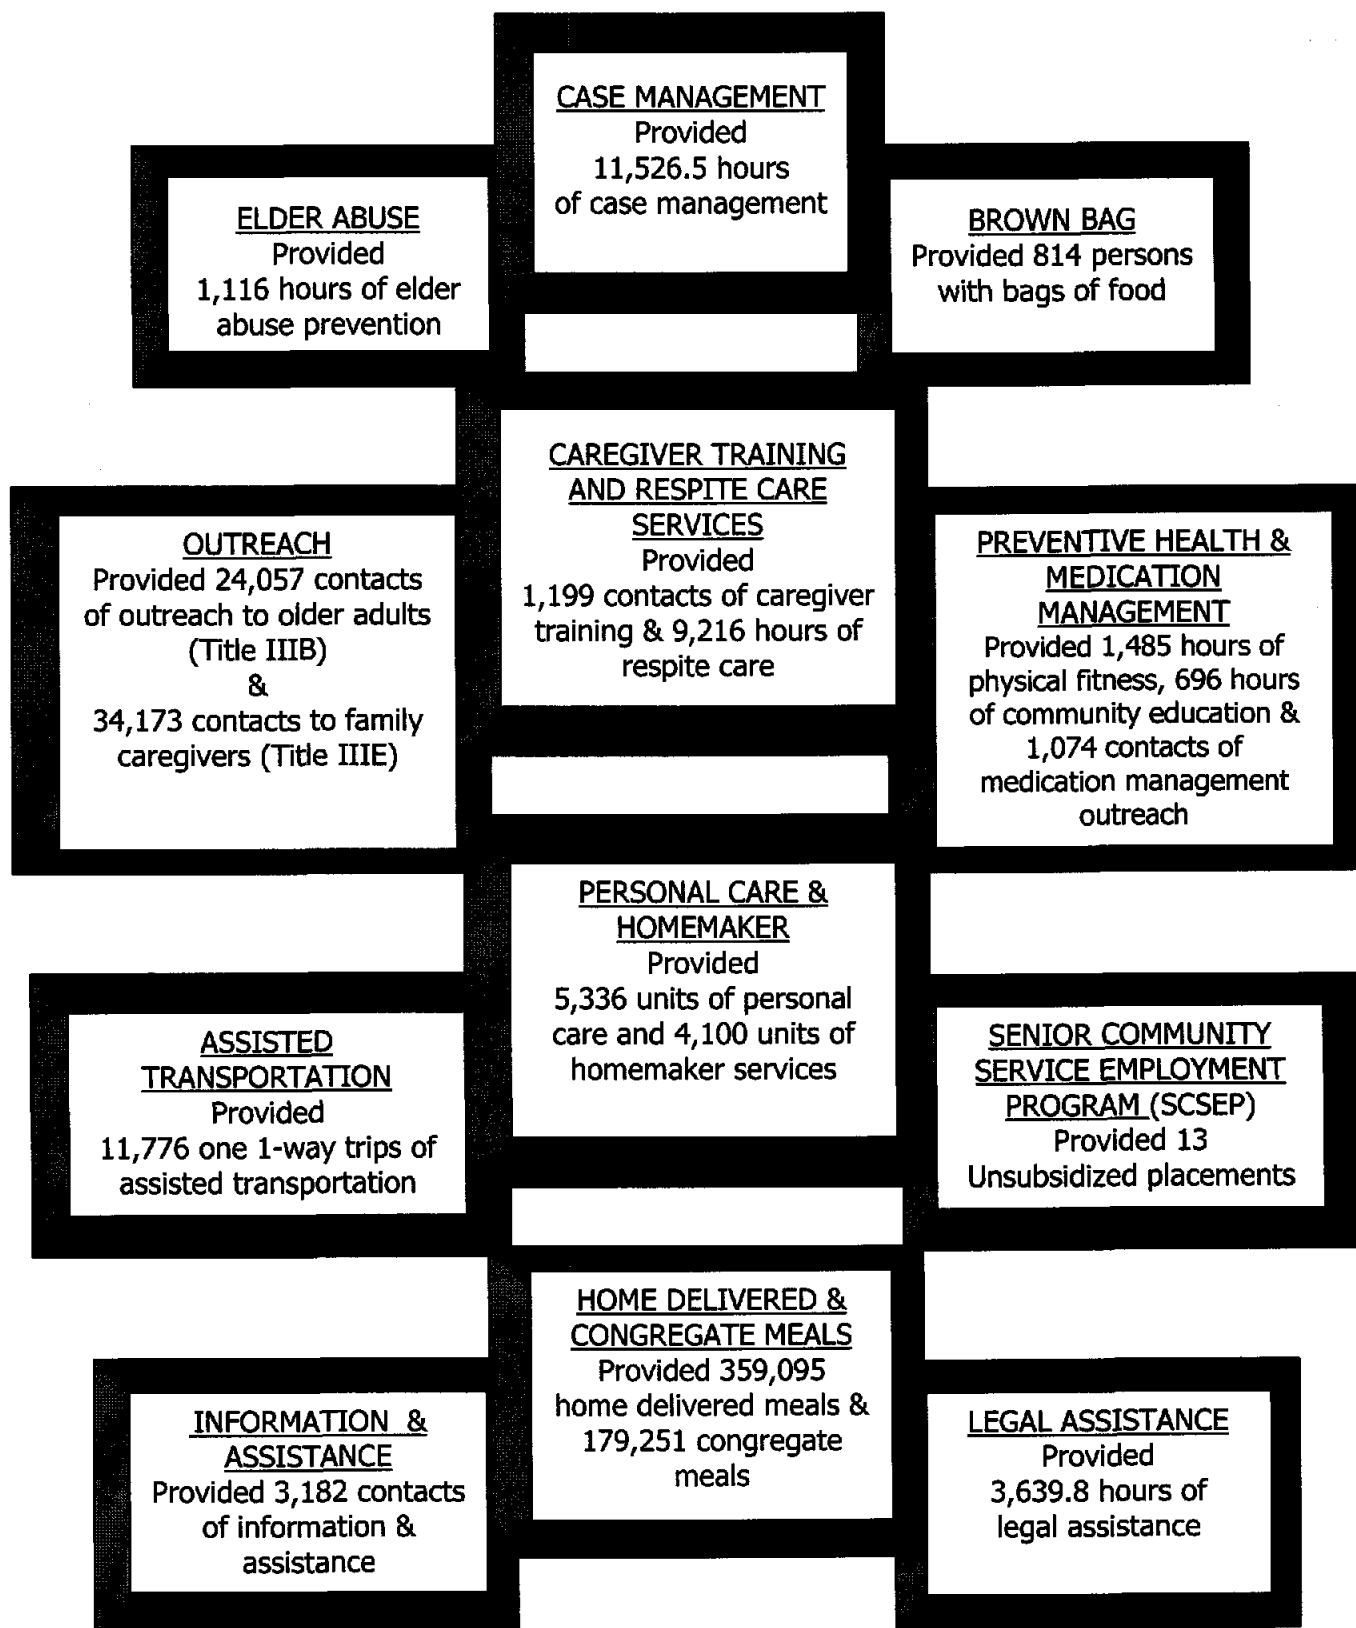 CASE MANAGEMENT
Provided
11,526.5 hours
of case management
ELDER ABUSE
Provided
1,116 hours of elder
abuse prevention
BROWN BAG
Provided 814 persons
with bags of food
CAREGIVER TRAINING
AND RESPITE CARE
SERVICES
Provided
1,199 contacts of caregiver
training & 9,216 hours of
respite care
OUTREACH
Provided 24,057 contacts
of outreach to older adults
(Title IIIB)
&
34,173 contacts to family
caregivers (Title IIIE)
PREVENTIVE HEALTH &
MEDICATION
MANAGEMENT
Provided 1,485 hours of
physical fitness, 696 hours
of community education &
1,074 contacts of
medication management
outreach
PERSONAL CARE &
HOMEMAKER
Provided
5,336 units of personal
care and 4,100 units of
homemaker services
ASSISTED
TRANSPORTATION
Provided
11,776 one 1-way trips of
assisted transportation
SENIOR COMMUNITY
SERVICE EMPLOYMENT
PROGRAM (SCSEP)
Provided 13
Unsubsidized placements
HOME DELIVERED &
CONGREGATE MEALS
Provided 359,095
home delivered meals &
179,251 congregate
meals
INFORMATION &
ASSISTANCE
Provided 3,182 contacts
of information &
assistance
LEGAL ASSISTANCE
Provided
3,639.8 hours of
legal assistance